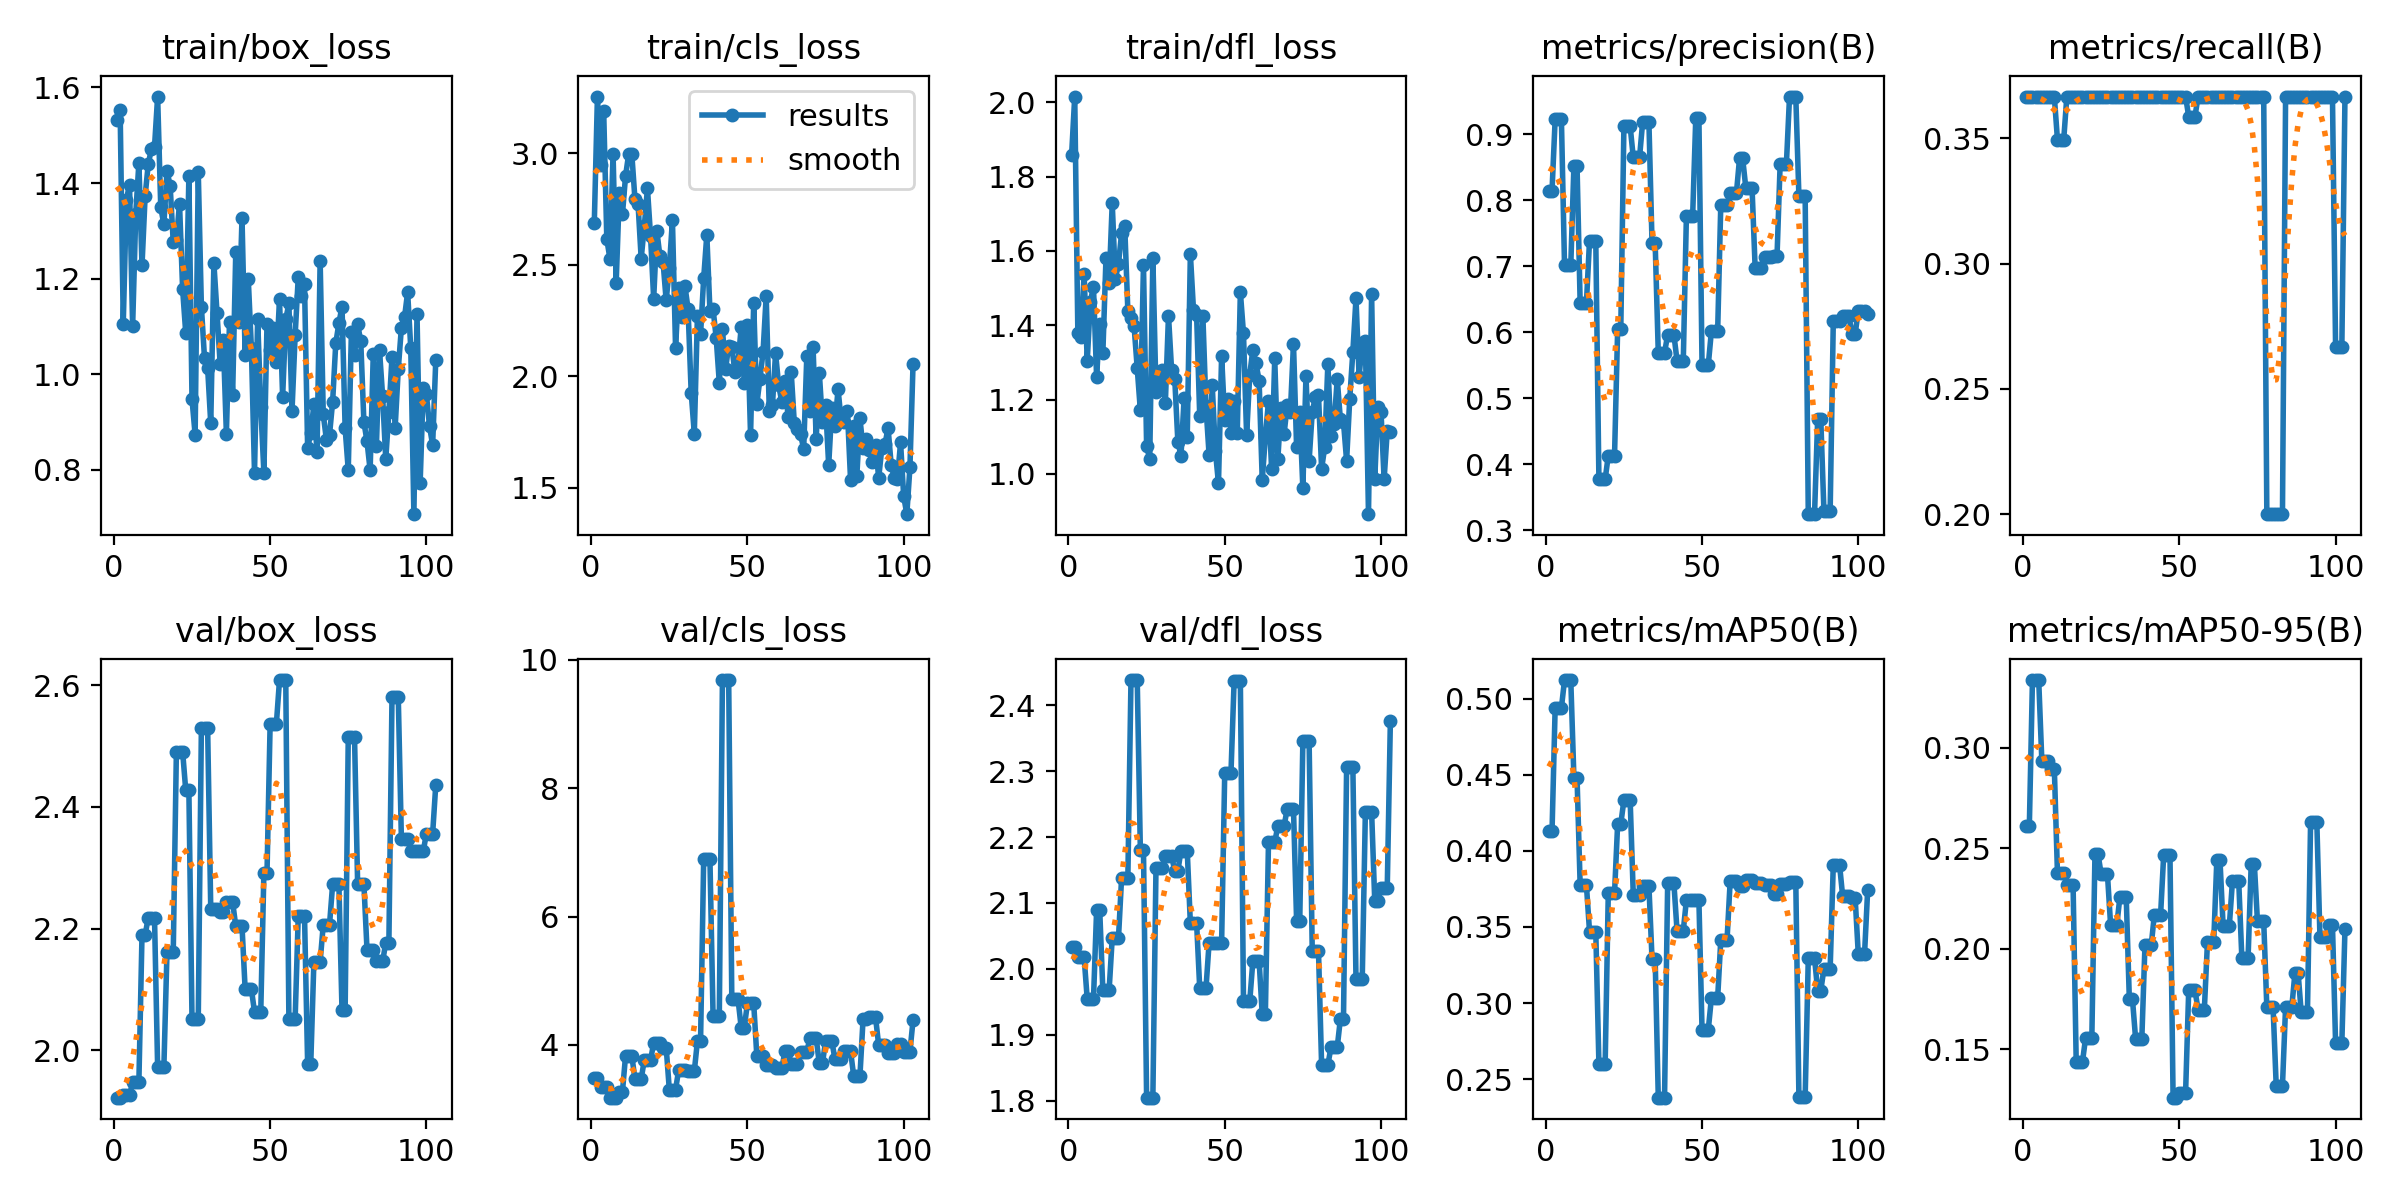 train/box_loss
1.6
1.4
1.2
1.0
0.8
0 50 100
train/cls_loss
results
smooth
3.0
2.5
2.0
1.5
0 50 100
train/dfl_loss
2.0
1.8
1.6
1.4
1.2
1.0
0 50 100
metrics/precision(B)
0.9
0.8
0.7
0.6
0.5
0.4
0.3
0 50 100
metrics/recall(B)
0.35
0.30
0.25
0.20
0 50 100
val/box_loss
2.6
2.4
2.2
2.0
0 50 100
val/cls_loss
10
8
6
4
0 50 100
val/dfl_loss
2.4
2.3
2.2
2.1
2.0
1.9
1.8
0 50 100
metrics/mAP50(B)
0.50
0.45
0.40
0.35
0.30
0.25
0 50 100
metrics/mAP50-95(B)
0.30
0.25
0.20
0.15
0 50 100